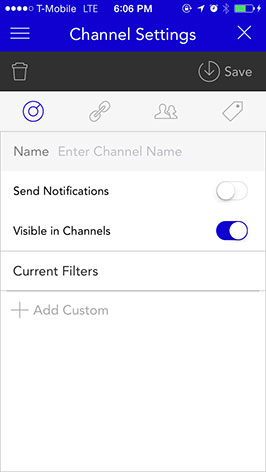 T-Mobile LTE 6:06 PM
Channel Settings
Save
Name Enter Channel Name
Send Notifications
Visible in Channels
Current Filters
Add Custom